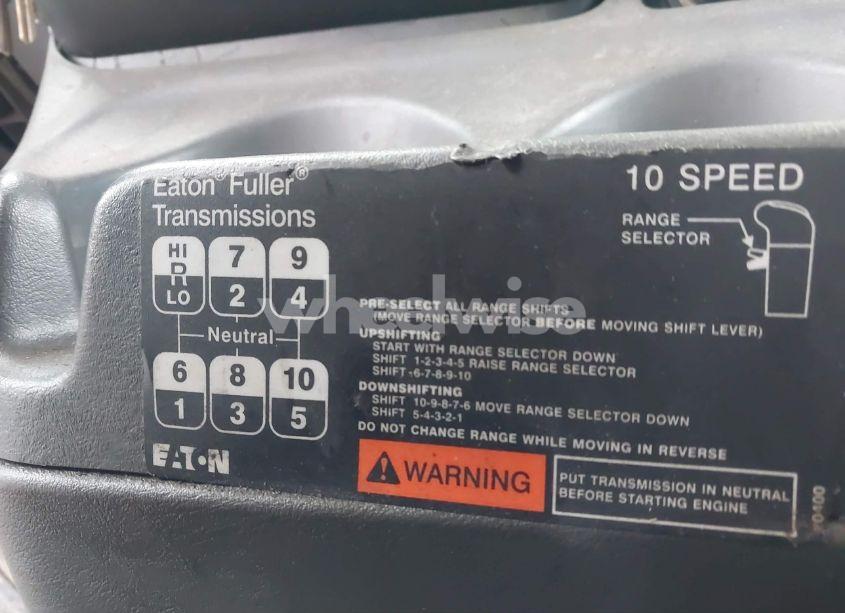 Eaton® Fuller®
Transmissions
10 SPEED
RANGE
SELECTOR
HI 7 9
R
LO 2 4
Neutral
6 8 10
1 3 5
EATON
PRE-SELECT ALL RANGE SHIFTS
(MOVE RANGE SELECTOR BEFORE MOVING SHIFT LEVER)
UPSHIFTING
START WITH RANGE SELECTOR DOWN
SHIFT 1-2-3-4-5 RAISE RANGE SELECTOR
SHIFT -6-7-8-9-10
DOWNSHIFTING
SHIFT 10-9-8-7-6 MOVE RANGE SELECTOR DOWN
SHIFT 5-4-3-2-1
DO NOT CHANGE RANGE WHILE MOVING IN REVERSE
WARNING
PUT TRANSMISSION IN NEUTRAL
BEFORE STARTING ENGINE
wheelwise